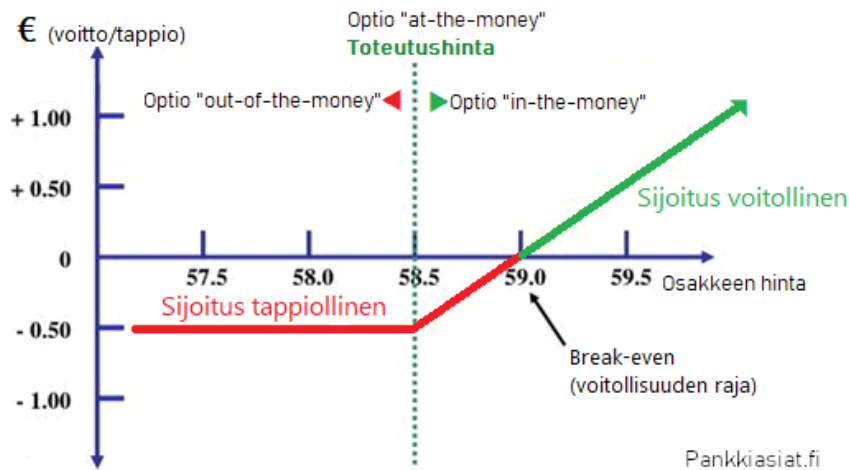 € (voitto/tappio)
Optio "at-the-money"
Toteutushinta
Optio "out-of-the-money"
Optio "in-the-money"
+ 1.00
+ 0.50
0
- 0.50
- 1.00
Sijoitus voitollinen
57.5 58.0 58.5 59.0 59.5
Osakkeen hinta
Sijoitus tappiollinen
Break-even
(voitollisuuden raja)
Pankkiasiat.fi